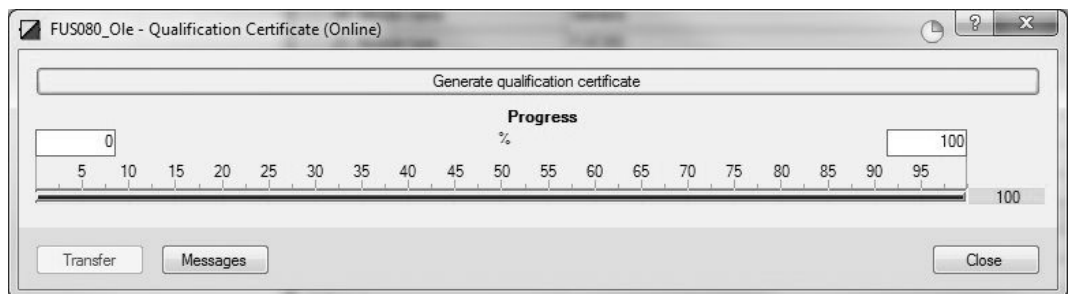 FUS080_Ole - Qualification Certificate (Online)
?
Generate qualification certificate
Progress
%
0 100
5 10 15 20 25 30 35 40 45 50 55 60 65 70 75 80 85 90 95
100
Transfer Messages Close